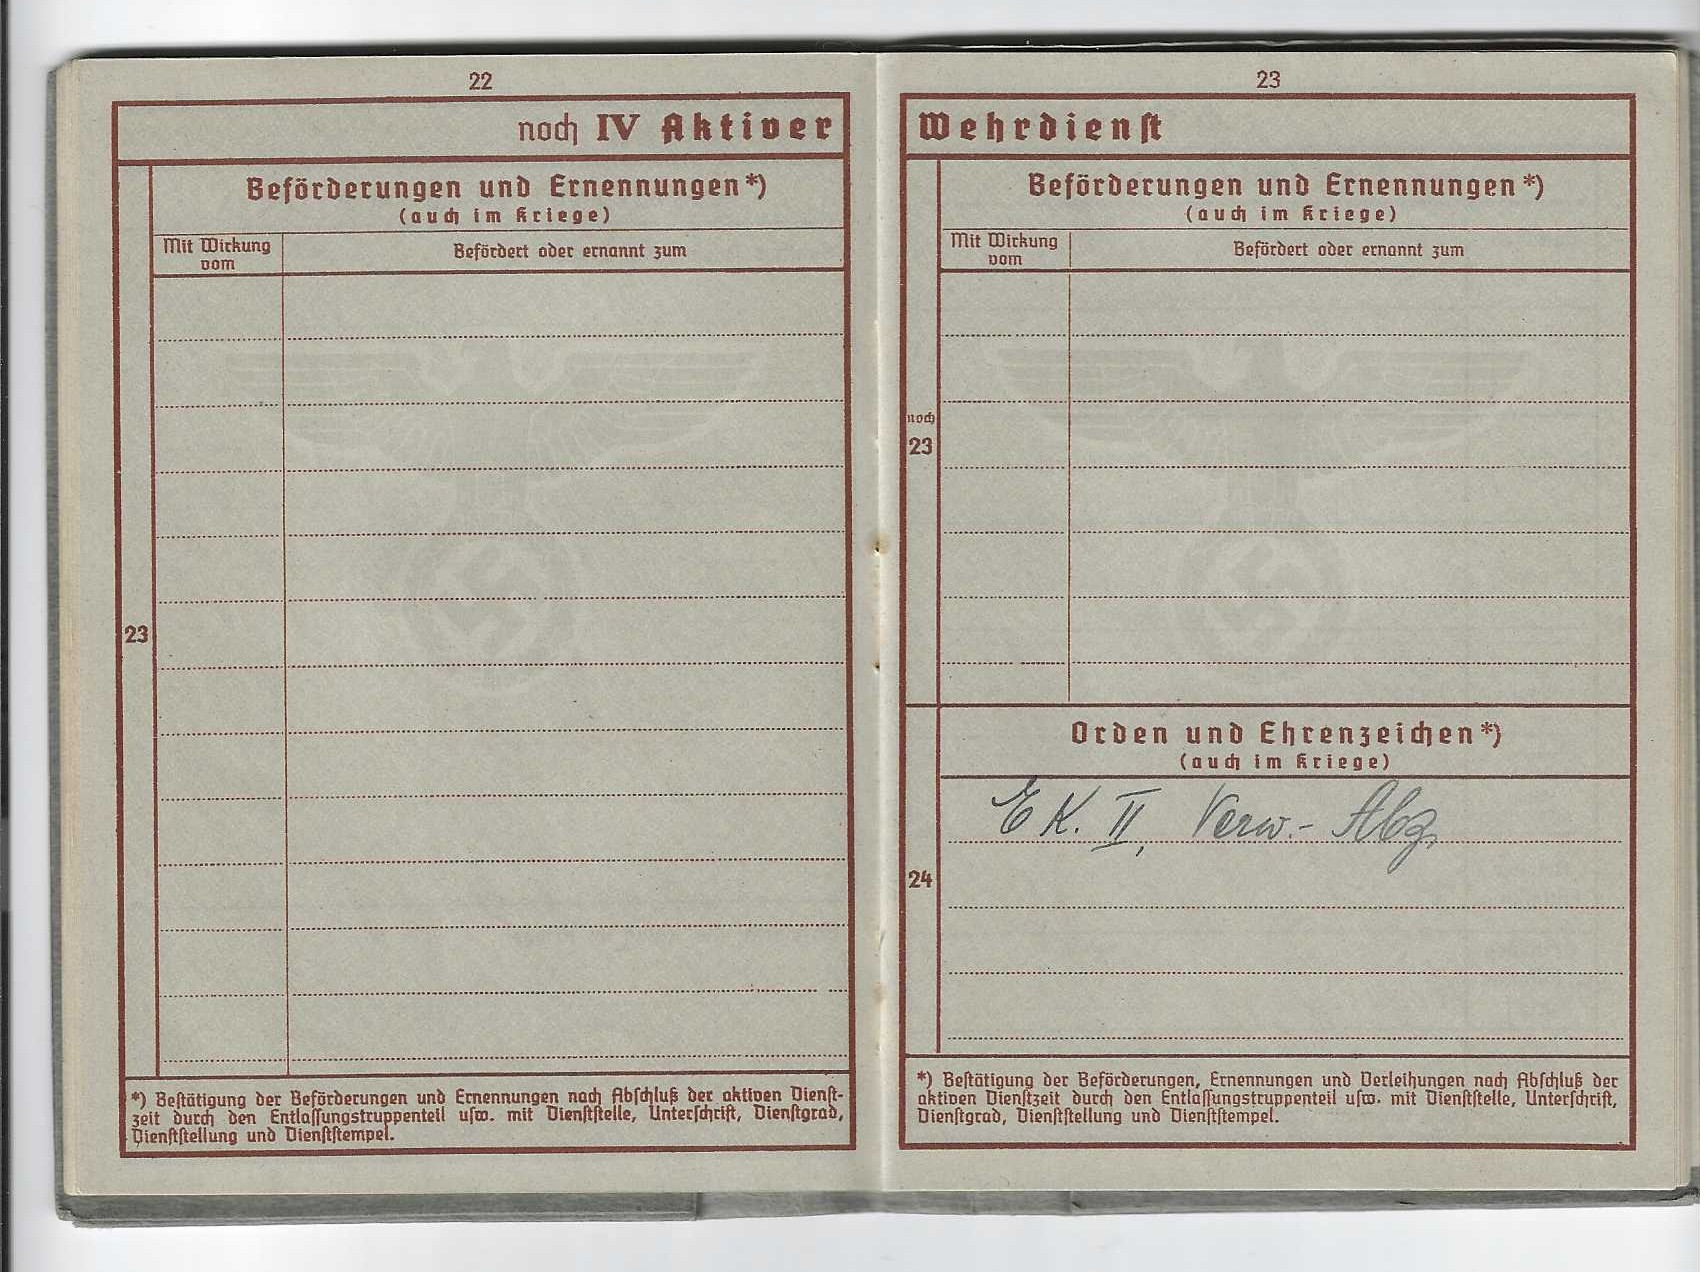 22
noch IV Aktiver
Beförderungen und Ernennungen*)
(auch im Kriege)
Mit Wirkung
vom
Befördert oder ernannt zum
23
*) Bestätigung der Beförderungen und Ernennungen nach Abschluß der aktiven Dienst-
zeit durch den Entlassungstruppenteil usw. mit Dienststelle, Unterschrift, Dienstgrad,
Dienststellung und Dienststempel.
23
Wehrdienst
Beförderungen und Ernennungen*)
(auch im Kriege)
Mit Wirkung
vom
Befördert oder ernannt zum
noch
23
Orden und Ehrenzeichen*)
(auch im Kriege)
E K. II, Verw.- Abz.
24
*) Bestätigung der Beförderungen, Ernennungen und Verleihungen nach Abschluß der
aktiven Dienstzeit durch den Entlassungstruppenteil usw. mit Dienststelle, Unterschrift,
Dienstgrad, Dienststellung und Dienststempel.